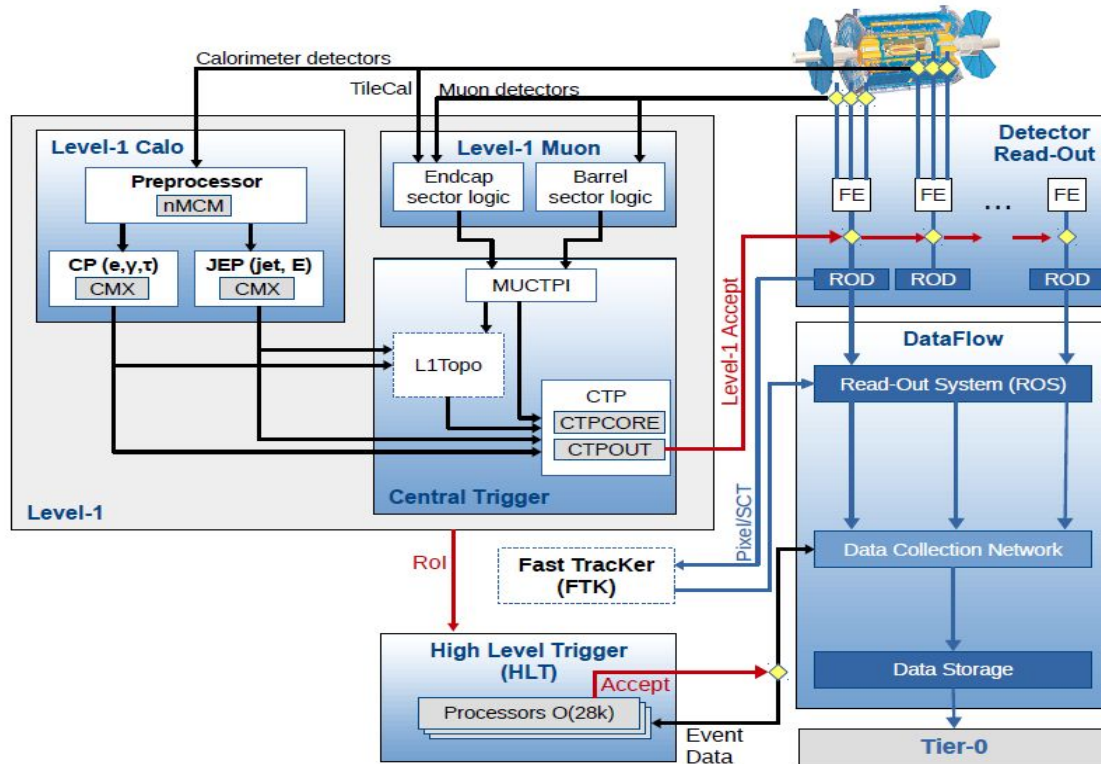 Calorimeter detectors
TileCal
Muon detectors
Level-1 Calo
Preprocessor
nMCM
CP (e,γ,τ)
CMX
JEP (jet, E)
CMX
Level-1 Muon
Endcap
sector logic
Barrel
sector logic
MUCTPI
L1Topo
CTP
CTPCORE
CTPOUT
Central Trigger
Level-1
Level-1 Accept
Detector
Read-Out
FE
FE
...
FE
ROD
ROD
ROD
DataFlow
Read-Out System (ROS)
Data Collection Network
Data Storage
Tier-0
Pixel/SCT
RoI
Fast TracKer
(FTK)
High Level Trigger
(HLT)
Accept
Processors O(28k)
Event
Data